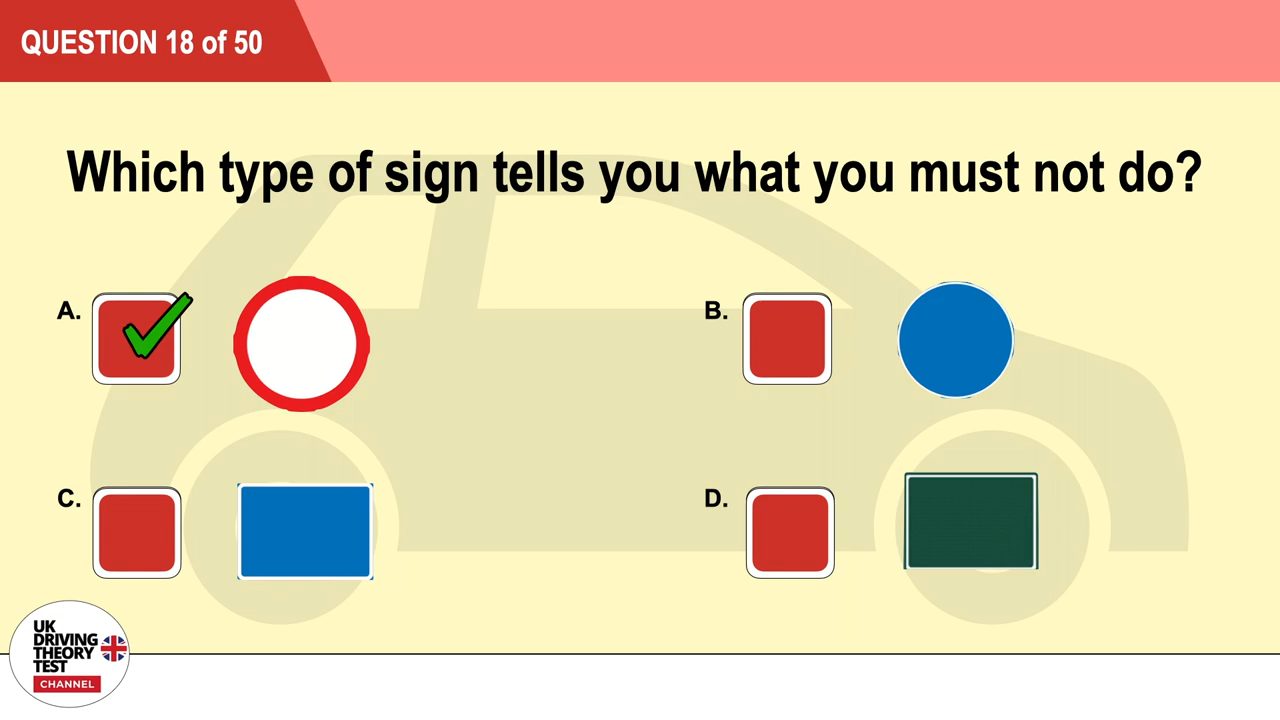 QUESTION 18 of 50
Which type of sign tells you what you must not do?
A.
B.
C.
D.
UK
DRIVING
THEORY
TEST
CHANNEL